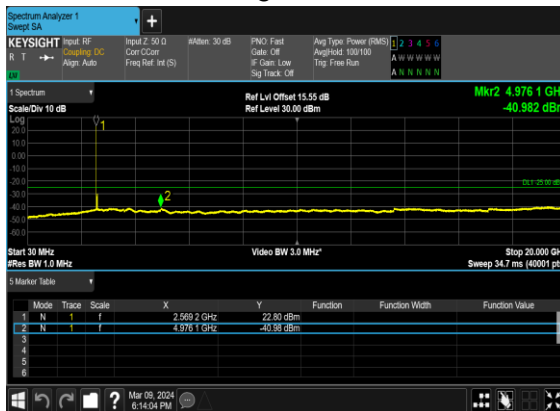 Spectrum Analyzer 1
Swept SA
KEYSIGHT Input: RF Input Z: 50 Ω #Atten: 30 dB PNO: Fast Avg Type: Power (RMS) 1 2 3 4 5 6
R T Coupling: DC Corr CCorr Gate: Off Avg|Hold: 100/100 A W W W W W
Align: Auto Freq Ref: Int (S) IF Gain: Low Trig: Free Run
LW Sig Track: Off A N N N N N
1 Spectrum Mkr2 4.976 1 GH
Scale/Div 10 dB Ref Lvl Offset 15.55 dB -40.982 dB
Log Ref Level 30.00 dBm
20.0
10.0
0.00
-10.0
-20.0
-30.0
-40.0
-50.0
-60.0
1
2
DL1 -25.00 dB
Start 30 MHz Video BW 3.0 MHz* Stop 20.000 GH
#Res BW 1.0 MHz Sweep 34.7 ms (40001 pt
5 Marker Table
Mode Trace Scale X Y Function Function Width Function Value
1 N 1 f 2.569 2 GHz 22.80 dBm
2 N 1 f 4.976 1 GHz -40.98 dBm
3
4
5
6
? Mar 09, 2024
6:14:04 PM